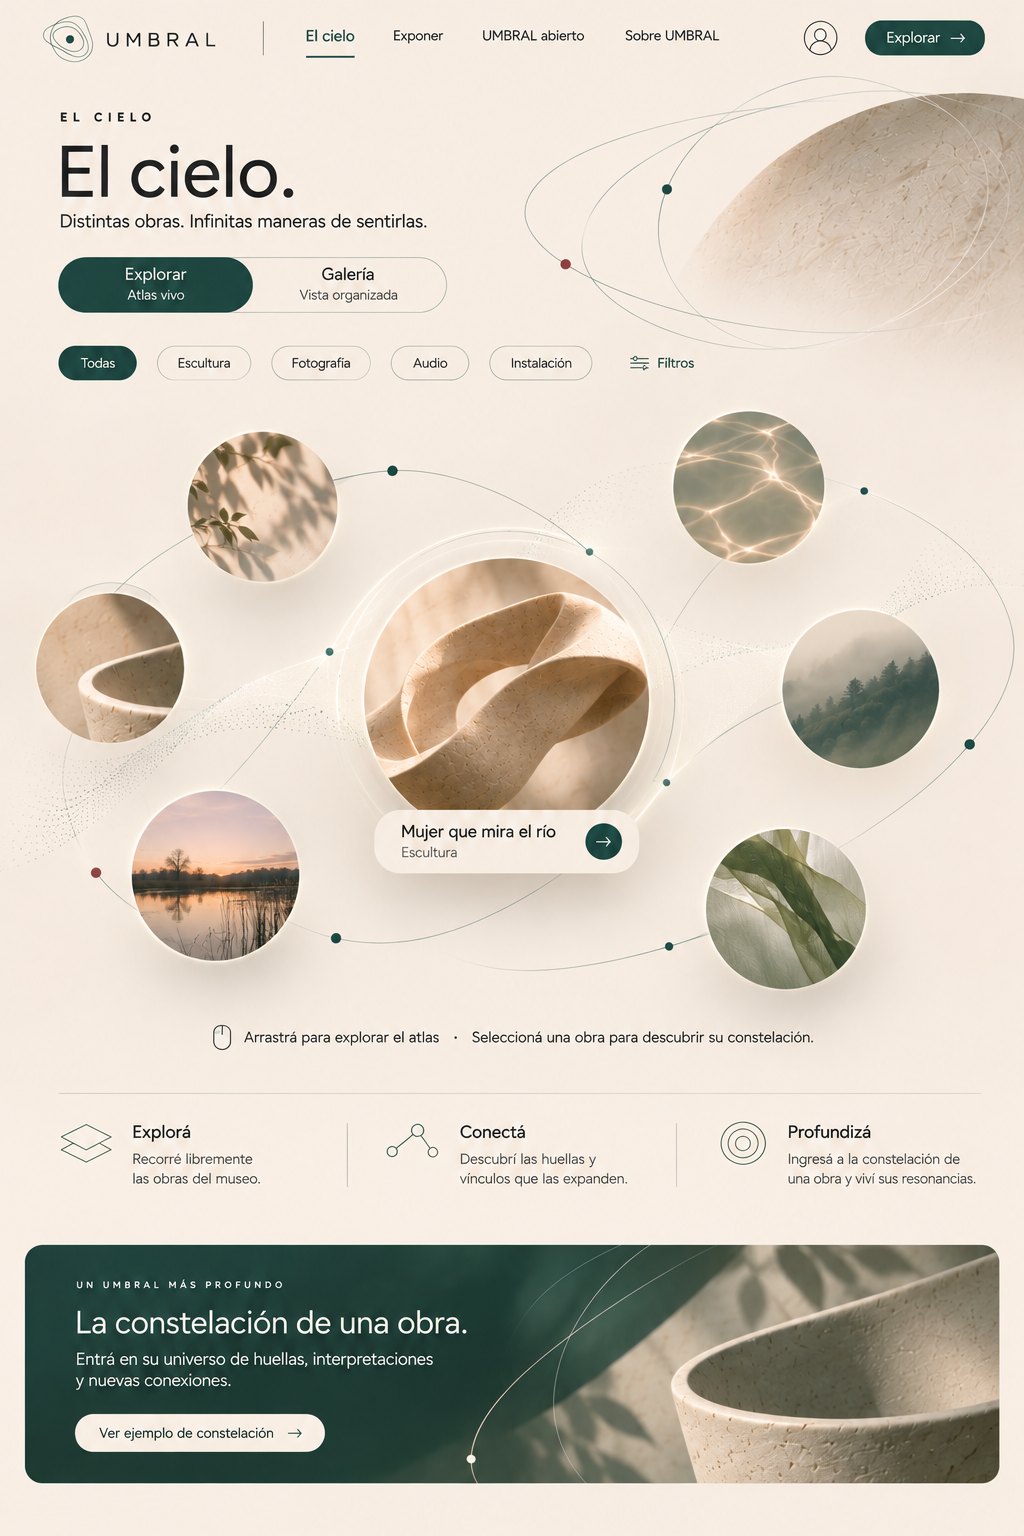 UMBRAL
El cielo
Exponer
UMBRAL abierto
Sobre UMBRAL
Explorar
EL CIELO
El cielo.
Distintas obras. Infinitas maneras de sentirlas.
Explorar
Atlas vivo
Galería
Vista organizada
Todas
Escultura
Fotografía
Audio
Instalación
Filtros
Mujer que mira el río
Escultura
Arrastrá para explorar el atlas · Seleccioná una obra para descubrir su constelación.
Explorá
Recorré libremente
las obras del museo.
Conectá
Descubrí las huellas y
vínculos que las expanden.
Profundizá
Ingresá a la constelación de
una obra y viví sus resonancias.
UN UMBRAL MÁS PROFUNDO
La constelación de una obra.
Entrá en su universo de huellas, interpretaciones
y nuevas conexiones.
Ver ejemplo de constelación